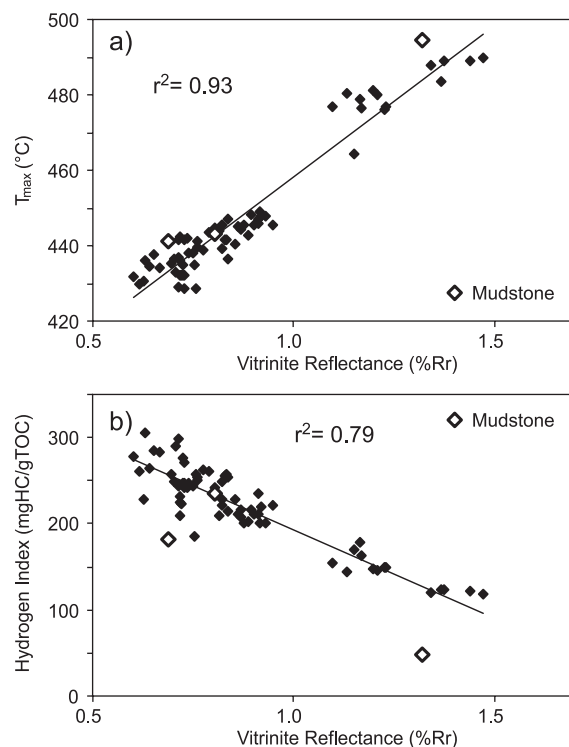 a)
r²= 0.93
500
480
460
440
420
Tmax (°C)
0.5
1.0
1.5
Mudstone
Vitrinite Reflectance (%Rr)
b)
r²= 0.79
Mudstone
300
200
100
0
Hydrogen Index (mgHC/gTOC)
0.5
1.0
1.5
Vitrinite Reflectance (%Rr)